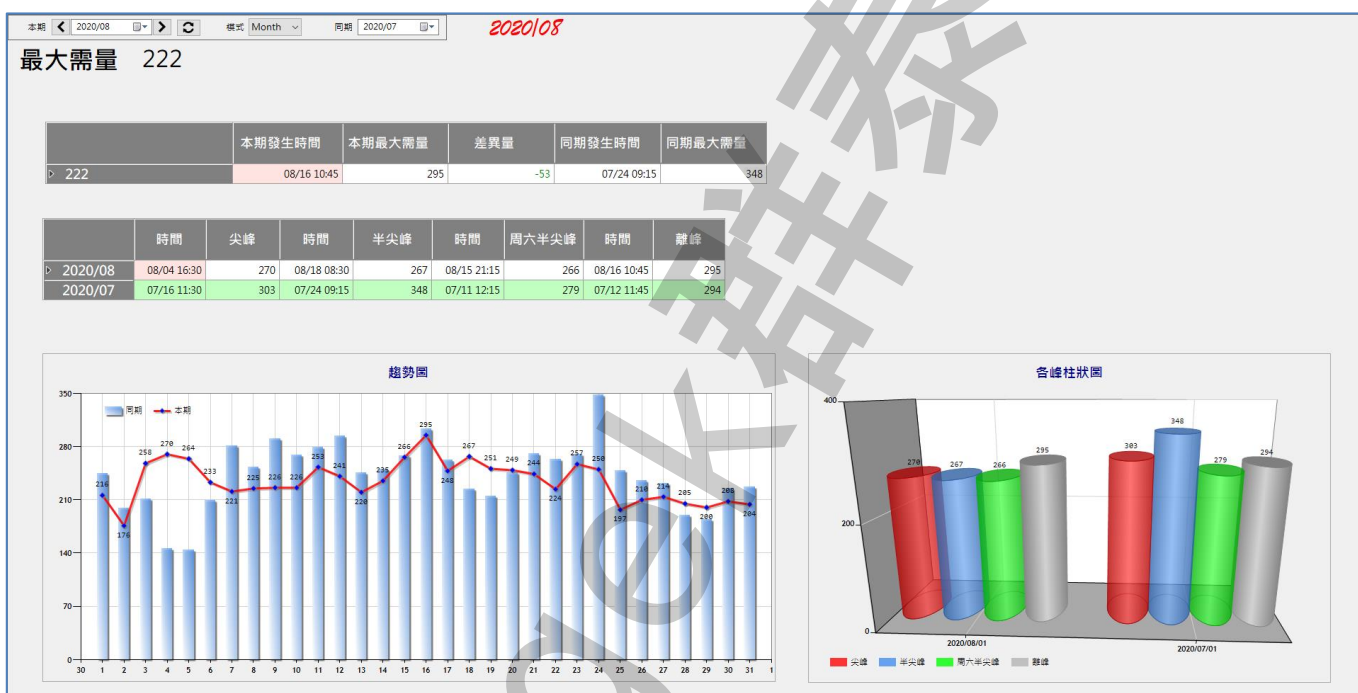 本期 2020/08 模式 Month 同期 2020/07 2020/08
最大需量 222
本期發生時間 本期最大需量 差異量 同期發生時間 同期最大需量
222 08/16 10:45 295 -53 07/24 09:15 348
時間 尖峰 時間 半尖峰 時間 周六半尖峰 時間 離峰
2020/08 08/04 16:30 270 08/18 08:30 267 08/15 21:15 266 08/16 10:45 295
2020/07 07/16 11:30 303 07/24 09:15 348 07/11 12:15 279 07/12 11:45 294
趨勢圖
同期 本期
350
280
210
140
70
0
216 176 258 270 264 233 221 225 226 226 253 241 220 235 266 295 248 267 251 249 244 224 257 250 197 210 214 205 200 208 204
30 1 2 3 4 5 6 7 8 9 10 11 12 13 14 15 16 17 18 19 20 21 22 23 24 25 26 27 28 29 30 31 1
各峰柱狀圖
400
200
0
270 267 266 295 303 348 279 294
2020/08/01 2020/07/01
尖峰 半尖峰 周六半尖峰 離峰